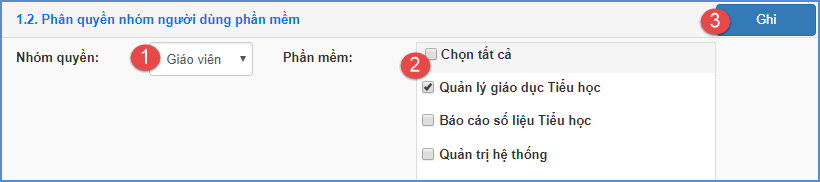 1.2. Phân quyền nhóm người dùng phần mềm
3 Ghi
Nhóm quyền: 1 Giáo viên Phần mềm: 2 Chọn tất cả
Quản lý giáo dục Tiểu học
Báo cáo số liệu Tiểu học
Quản trị hệ thống